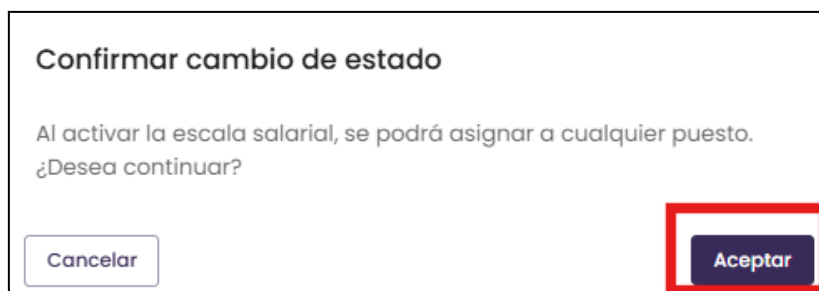 Confirmar cambio de estado
Al activar la escala salarial, se podrá asignar a cualquier puesto.
¿Desea continuar?
Cancelar
Aceptar